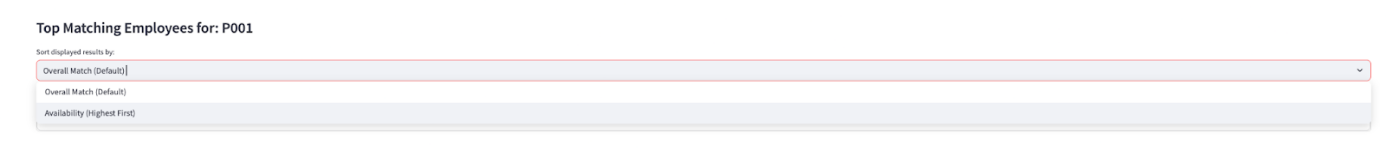 Top Matching Employees for: P001
Sort displayed results by:
Overall Match (Default)
Overall Match (Default)
Availability (Highest First)